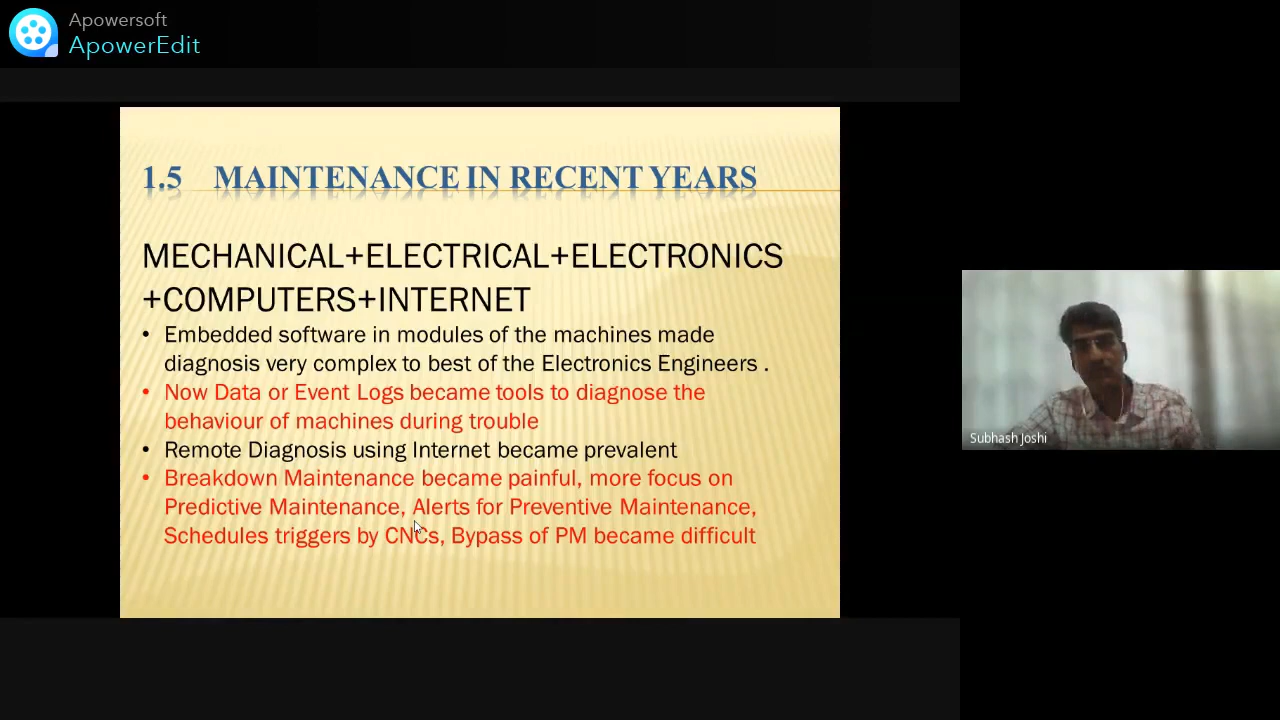 Apowersoft
ApowerEdit
1.5 MAINTENANCE IN RECENT YEARS
MECHANICAL+ELECTRICAL+ELECTRONICS
+COMPUTERS+INTERNET
• Embedded software in modules of the machines made
diagnosis very complex to best of the Electronics Engineers .
• Now Data or Event Logs became tools to diagnose the
behaviour of machines during trouble
• Remote Diagnosis using Internet became prevalent
• Breakdown Maintenance became painful, more focus on
Predictive Maintenance, Alerts for Preventive Maintenance,
Schedules triggers by CNCs, Bypass of PM became difficult
Subhash Joshi